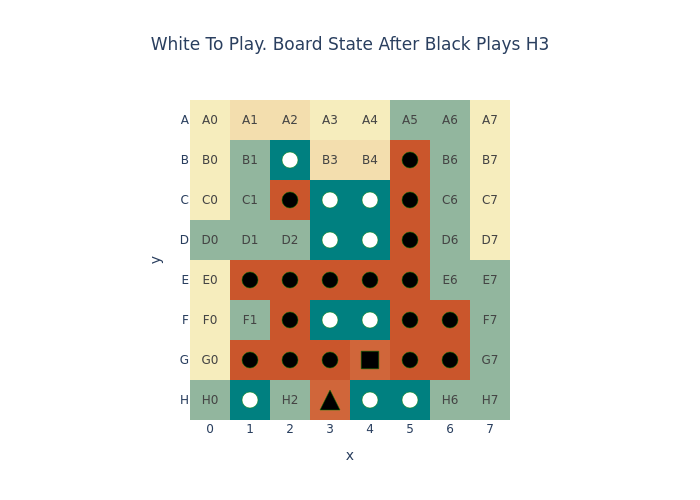 White To Play. Board State After Black Plays H3
A A0 A1 A2 A3 A4 A5 A6 A7
B B0 B1 B3 B4 B6 B7
C C0 C1 C6 C7
D D0 D1 D2 D6 D7
E E0 E6 E7
F F0 F1 F7
G G0 G7
H H0 H2 H6 H7
0 1 2 3 4 5 6 7
x
y